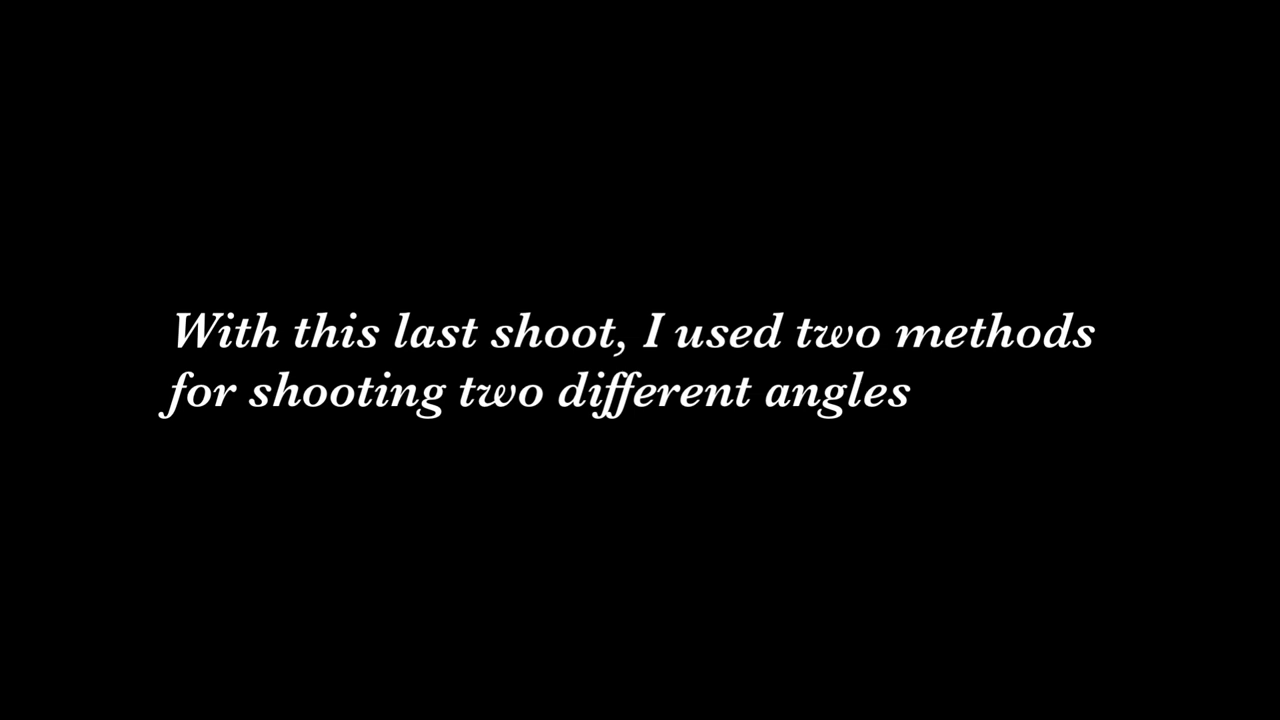 With this last shoot, I used two methods
for shooting two different angles